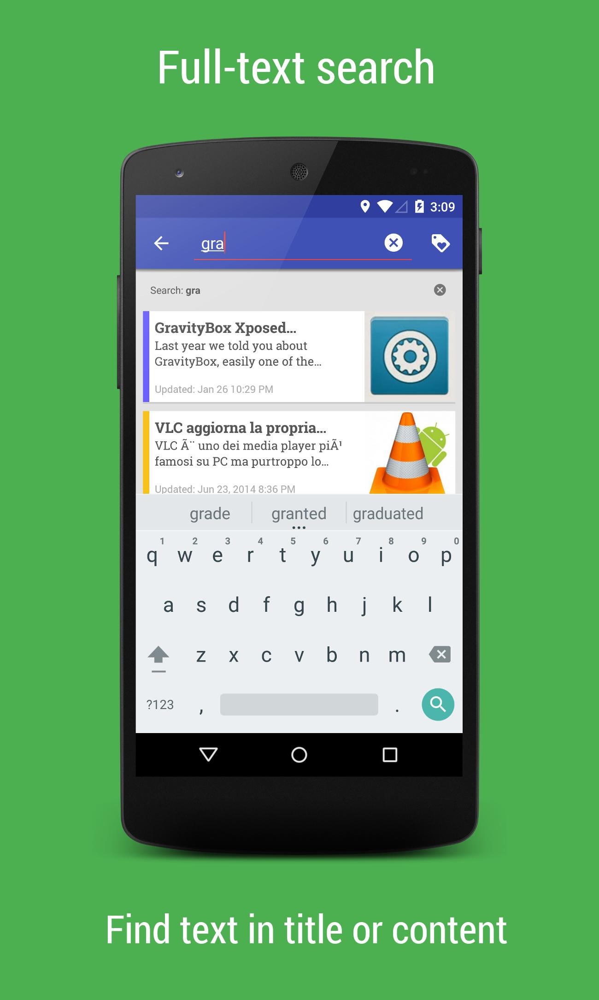 Full-text search
3:09
gra
Search: gra
GravityBox Xposed...
Last year we told you about
GravityBox, easily one of the...
Updated: Jan 26 10:29 PM
VLC aggiorna la propria...
VLC Ã¨ uno dei media player piÃ¹
famosi su PC ma purtroppo lo...
Updated: Jun 23, 2014 8:36 PM
grade granted graduated
1 2 3 4 5 6 7 8 9 0
q w e r t y u i o p
a s d f g h j k l
z x c v b n m
?123 , .
Find text in title or content